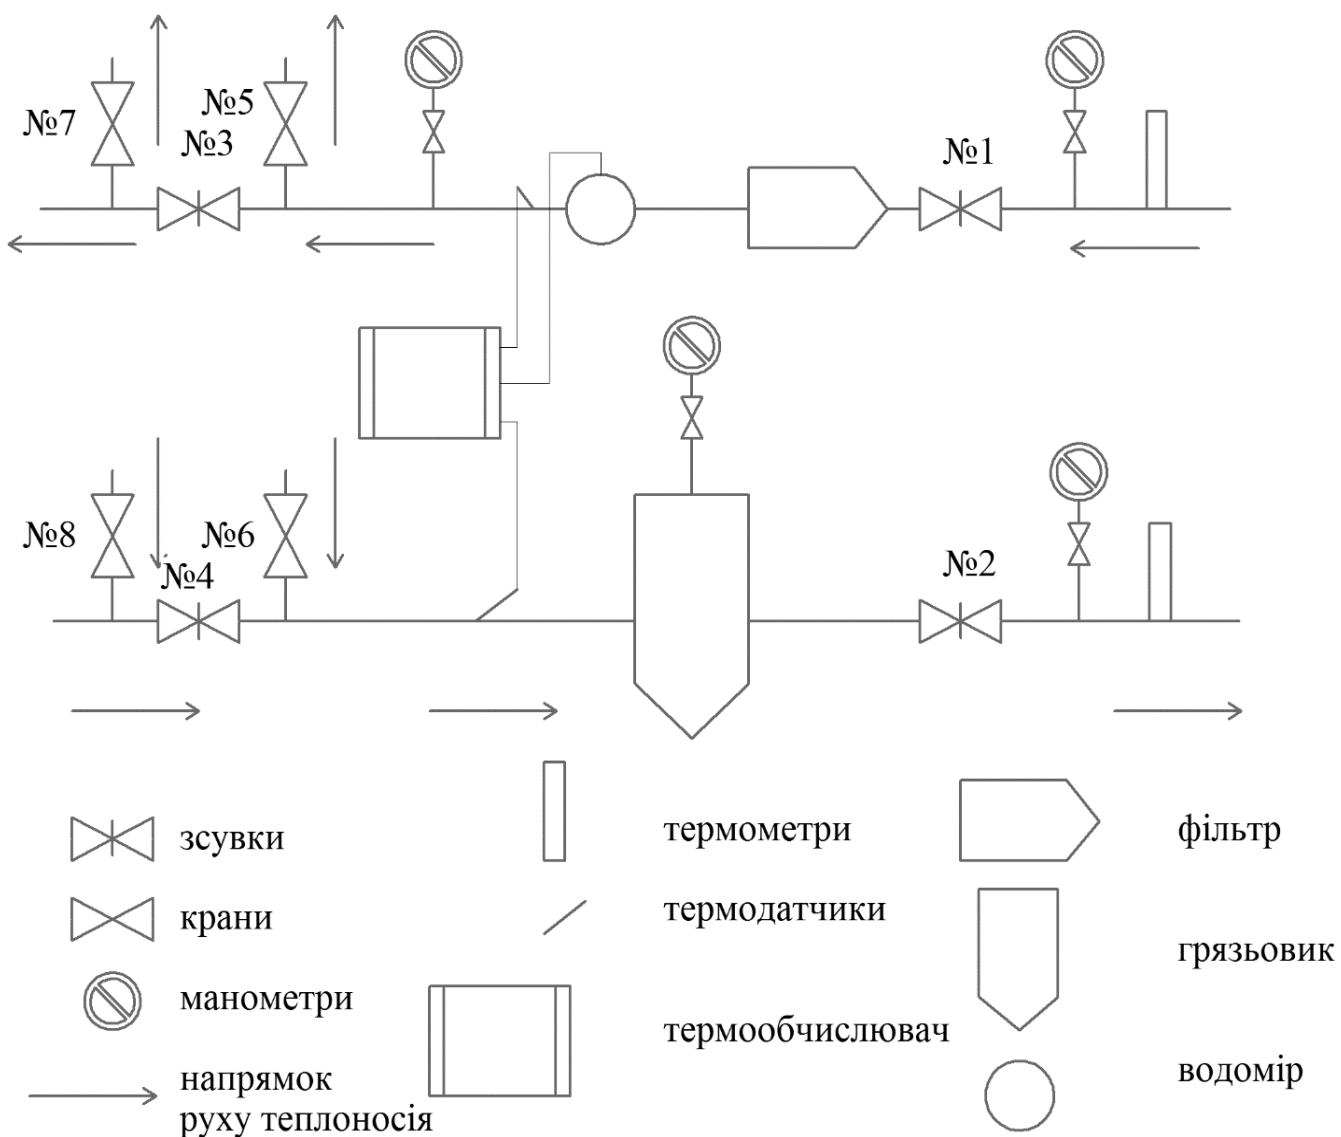 №7
№5
№3
№1
№8
№6
№4
№2
зсувки
крани
манометри
напрямок
руху теплоносія
термометри
термодатчики
термообчислювач
фільтр
грязьовик
водомір